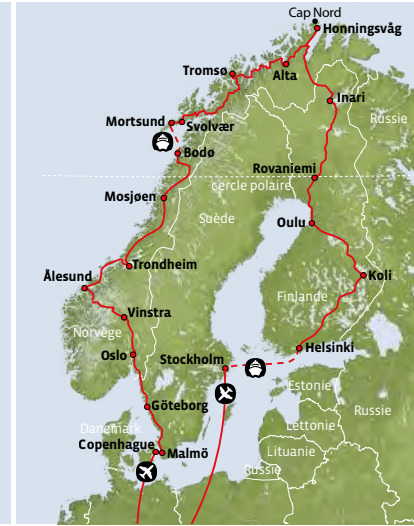 Cap Nord
Honningsvåg
Tromsø
Alta
Inari
Mortsund
Svolvær
Russie
Bodø
Rovaniemi
cercle polaire
Mosjøen
Suède
Oulu
Trondheim
Koli
Ålesund
Finlande
Vinstra
Norvège
Oslo
Stockholm
Helsinki
Estonie
Göteborg
Russie
Danemark
Lettonie
Copenhague
Malmö
Lituanie
Russie